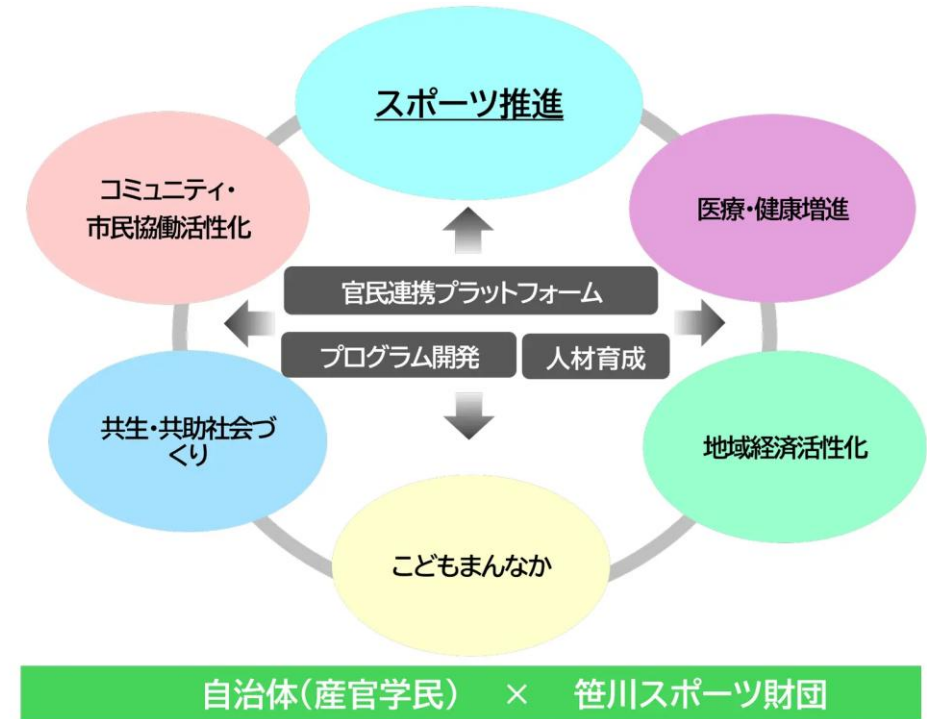 スポーツ推進
コミュニティ・
市民協働活性化
医療・健康増進
官民連携プラットフォーム
プログラム開発
人材育成
共生・共助社会づ
くり
地域経済活性化
こどもまんなか
自治体(産官学民) × 笹川スポーツ財団